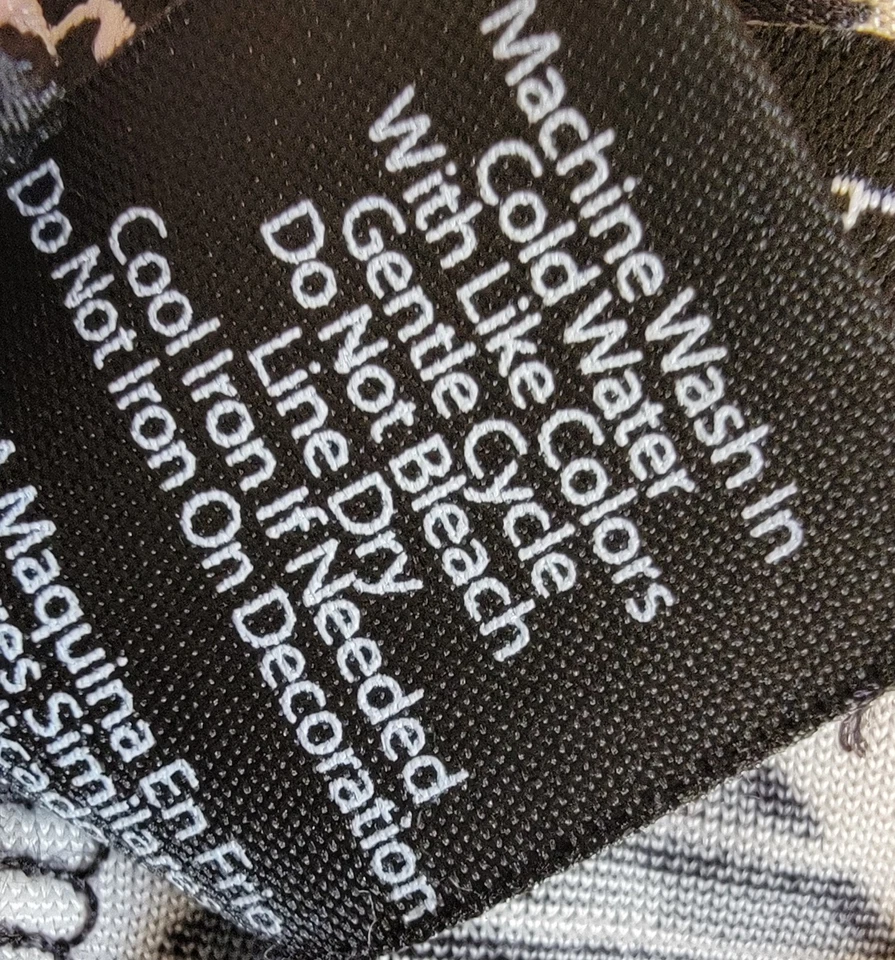 Machine Wash In
Cold Water
With Like Colors
Gentle Cycle
Do Not Bleach
Line Dry
Cool Iron If Needed
Do Not Iron On Decoration
Maquina En Frio